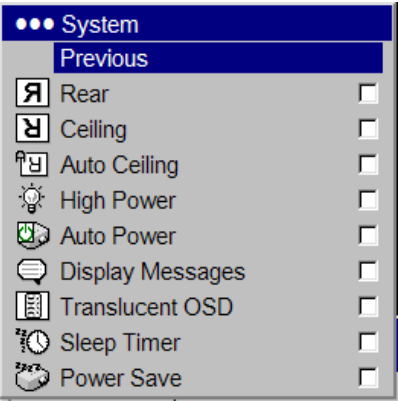 ••• System
Previous
Rear
Ceiling
Auto Ceiling
High Power
Auto Power
Display Messages
Translucent OSD
Sleep Timer
Power Save